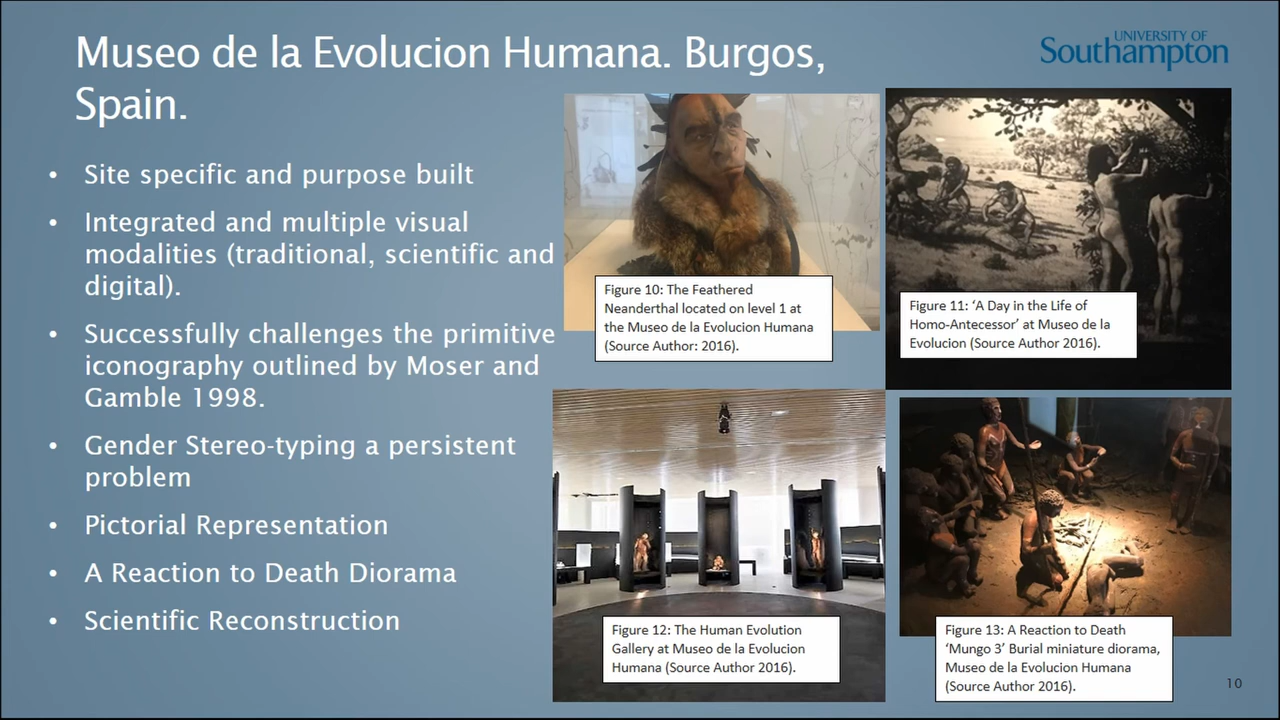 Museo de la Evolucion Humana. Burgos,
Spain.
UNIVERSITY OF
Southampton
• Site specific and purpose built
• Integrated and multiple visual
modalities (traditional, scientific and
digital).
• Successfully challenges the primitive
iconography outlined by Moser and
Gamble 1998.
• Gender Stereo-typing a persistent
problem
• Pictorial Representation
• A Reaction to Death Diorama
• Scientific Reconstruction
Figure 10: The Feathered
Neanderthal located on level 1 at
the Museo de la Evolucion Humana
(Source Author: 2016).
Figure 11: ‘A Day in the Life of
Homo-Antecessor’ at Museo de la
Evolucion (Source Author 2016).
Figure 12: The Human Evolution
Gallery at Museo de la Evolucion
Humana (Source Author 2016).
Figure 13: A Reaction to Death
‘Mungo 3’ Burial miniature diorama,
Museo de la Evolucion Humana
(Source Author 2016).
10